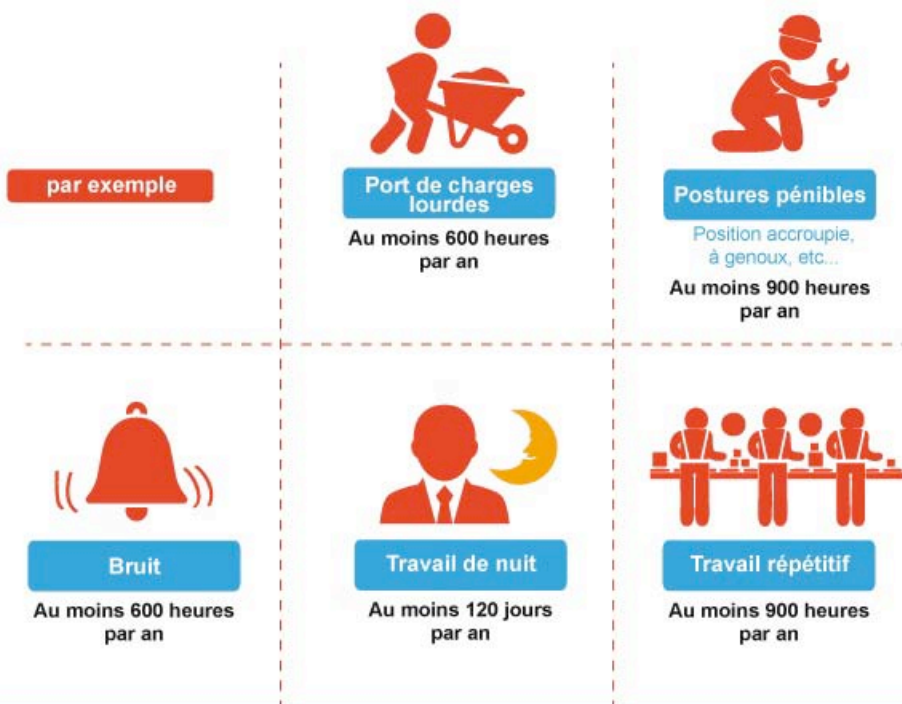 par exemple
Port de charges
lourdes
Au moins 600 heures
par an
Postures pénibles
Position accroupie,
à genoux, etc...
Au moins 900 heures
par an
Bruit
Au moins 600 heures
par an
Travail de nuit
Au moins 120 jours
par an
Travail répétitif
Au moins 900 heures
par an